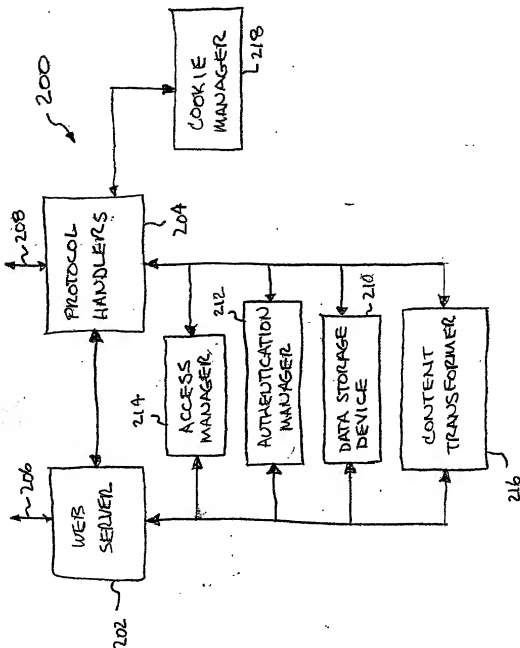 200
206
208
WEB
SERVER
202
PROTOCOL
HANDLERS
204
COOKIE
MANAGER
218
214
ACCESS
MANAGER
212
AUTHENTICATION
MANAGER
210
DATA STORAGE
DEVICE
CONTENT
TRANSFORMER
216